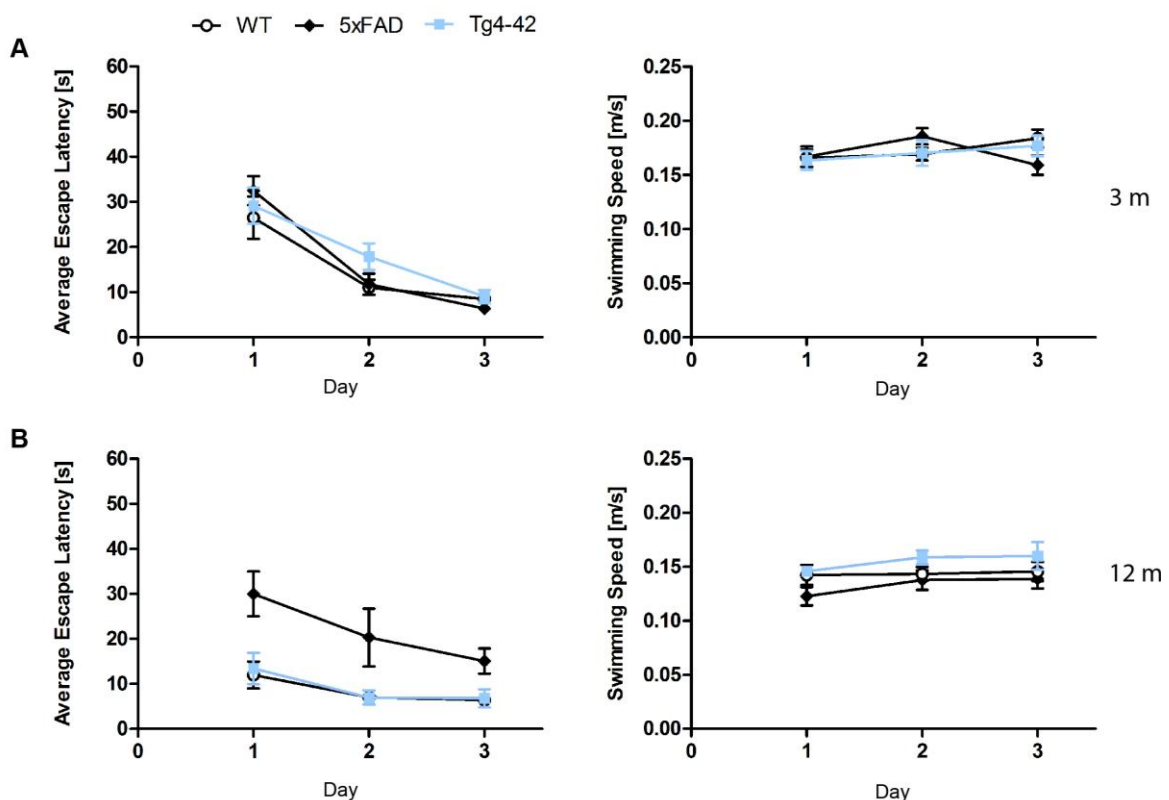 WT 5xFAD Tg4-42
A
Average Escape Latency [s]
60
50
40
30
20
10
0
0 1 2 3
Day
Swimming Speed [m/s]
0.25
0.20
0.15
0.10
0.05
0.00
0 1 2 3
Day
3 m
B
Average Escape Latency [s]
60
50
40
30
20
10
0
0 1 2 3
Day
Swimming Speed [m/s]
0.25
0.20
0.15
0.10
0.05
0.00
0 1 2 3
Day
12 m